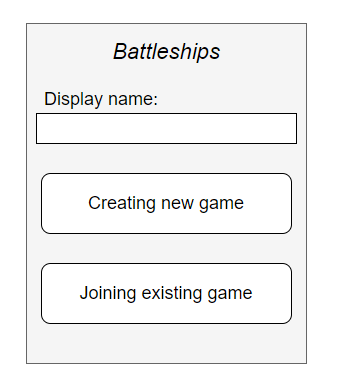 Battleships
Display name:
Creating new game
Joining existing game